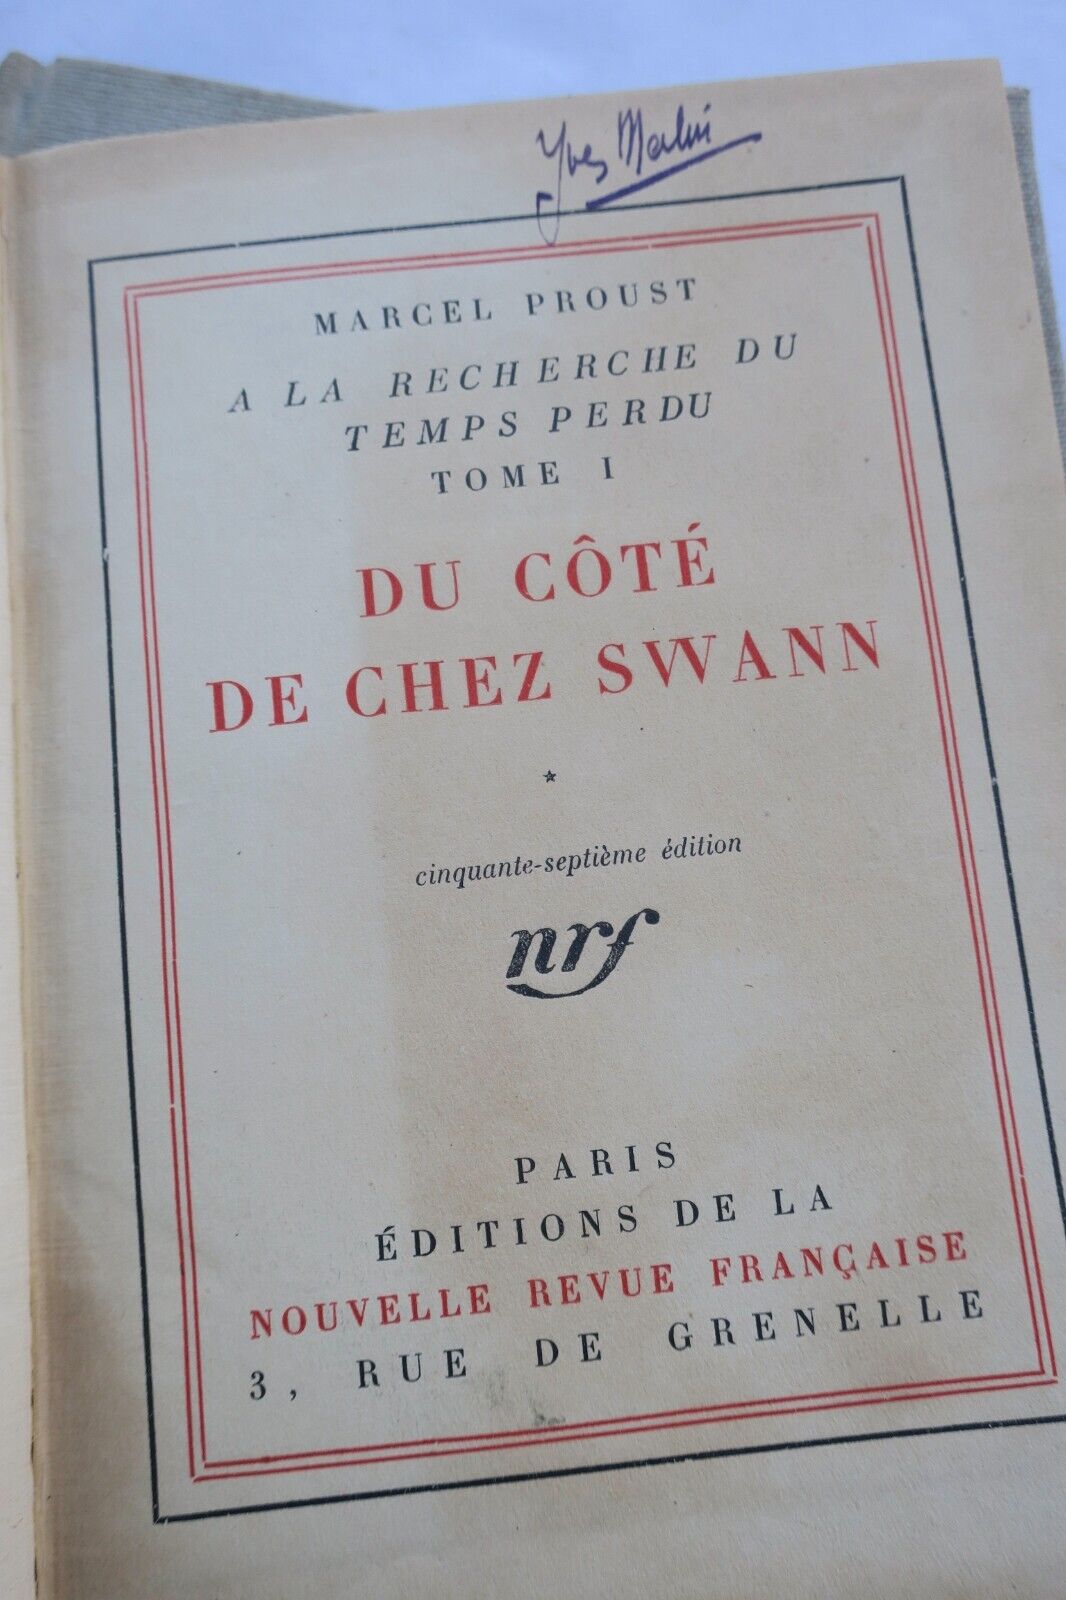 Yves
MARCEL PROUST
A LA RECHERCHE DU
TEMPS PERDU
TOME I
DU CÔTÉ
DE CHEZ SWANN
*
cinquante-septième édition
nrf
PARIS
ÉDITIONS DE LA
NOUVELLE REVUE FRANÇAISE
3, RUE DE GRENELLE